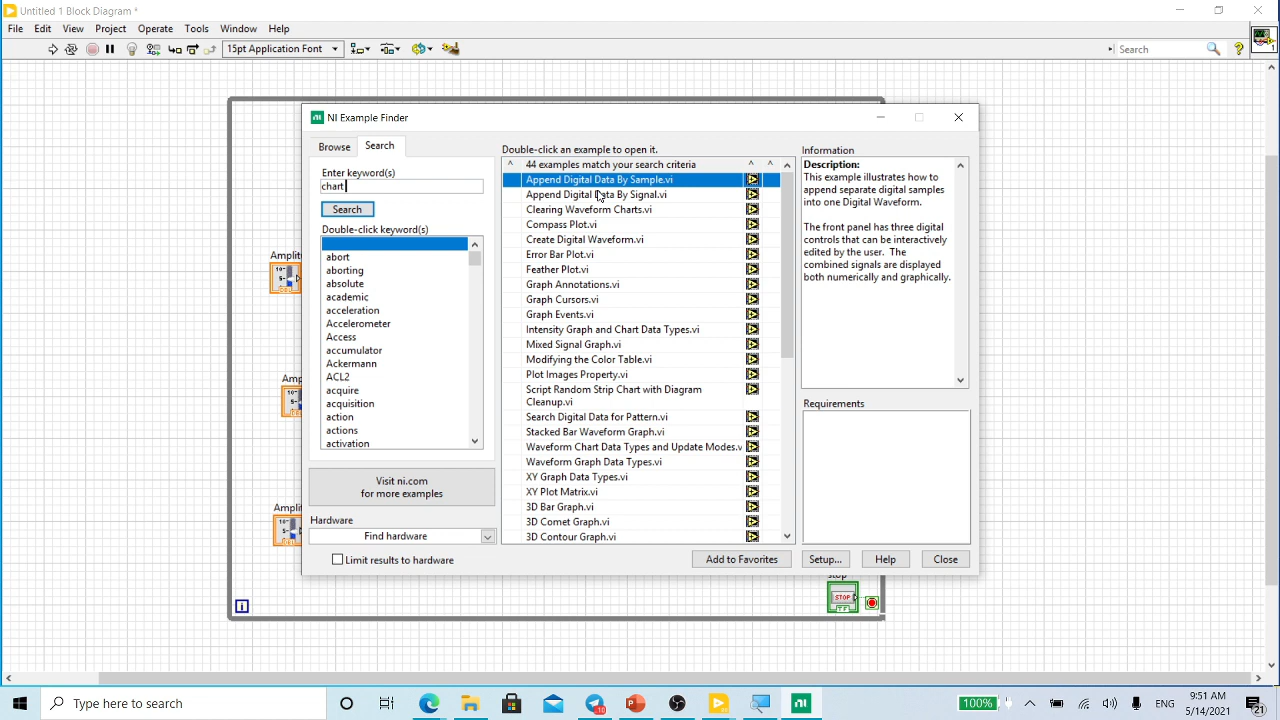 Untitled 1 Block Diagram *
File Edit View Project Operate Tools Window Help
15pt Application Font
Search
NI Example Finder
Browse
Search
Enter keyword(s)
chart
Search
Double-click keyword(s)
abort
aborting
absolute
academic
acceleration
Accelerometer
Access
accumulator
Ackermann
ACL2
acquire
acquisition
action
actions
activation
Visit ni.com
for more examples
Hardware
Find hardware
Limit results to hardware
Double-click an example to open it.
44 examples match your search criteria
Append Digital Data By Sample.vi
Append Digital Data By Signal.vi
Clearing Waveform Charts.vi
Compass Plot.vi
Create Digital Waveform.vi
Error Bar Plot.vi
Feather Plot.vi
Graph Annotations.vi
Graph Cursors.vi
Graph Events.vi
Intensity Graph and Chart Data Types.vi
Mixed Signal Graph.vi
Modifying the Color Table.vi
Plot Images Property.vi
Script Random Strip Chart with Diagram
Cleanup.vi
Search Digital Data for Pattern.vi
Stacked Bar Waveform Graph.vi
Waveform Chart Data Types and Update Modes.v
Waveform Graph Data Types.vi
XY Graph Data Types.vi
XY Plot Matrix.vi
3D Bar Graph.vi
3D Comet Graph.vi
3D Contour Graph.vi
Information
Description:
This example illustrates how to
append separate digital samples
into one Digital Waveform.
The front panel has three digital
controls that can be interactively
edited by the user. The
combined signals are displayed
both numerically and graphically.
Requirements
Add to Favorites
Setup...
Help
Close
Amplit
Amp
Amplit
stop
STOP
TF
i
Type here to search
100%
ENG
9:51 AM
5/14/2021
21